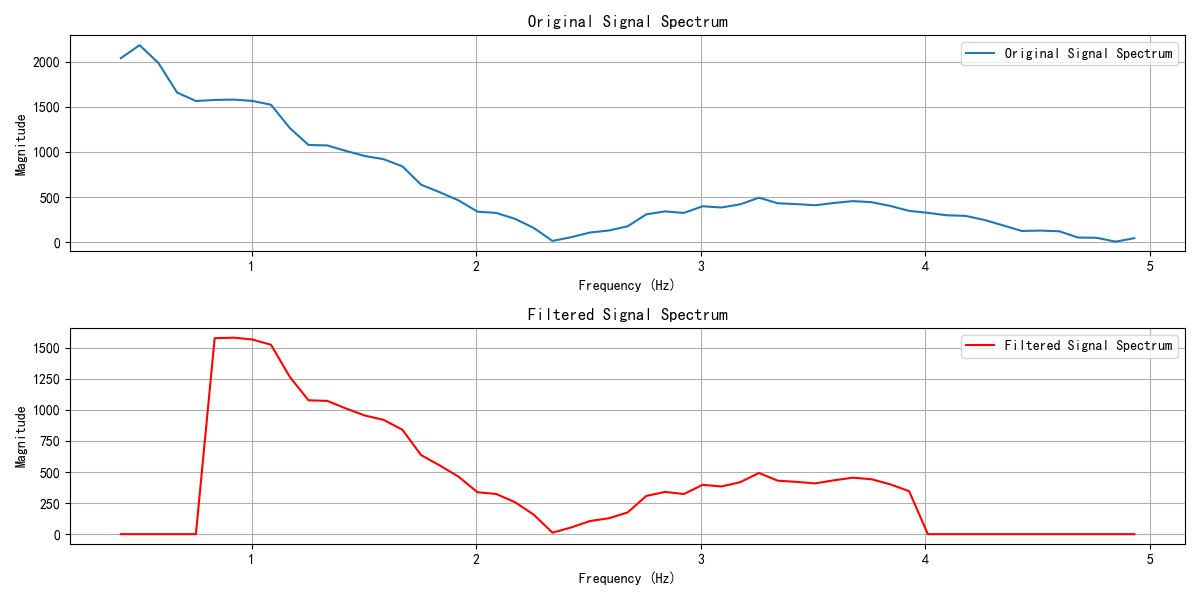 Original Signal Spectrum
Original Signal Spectrum
2000
1500
1000
500
0
Magnitude
1 2 3 4 5
Frequency (Hz)
Filtered Signal Spectrum
Filtered Signal Spectrum
1500
1250
1000
750
500
250
0
Magnitude
1 2 3 4 5
Frequency (Hz)